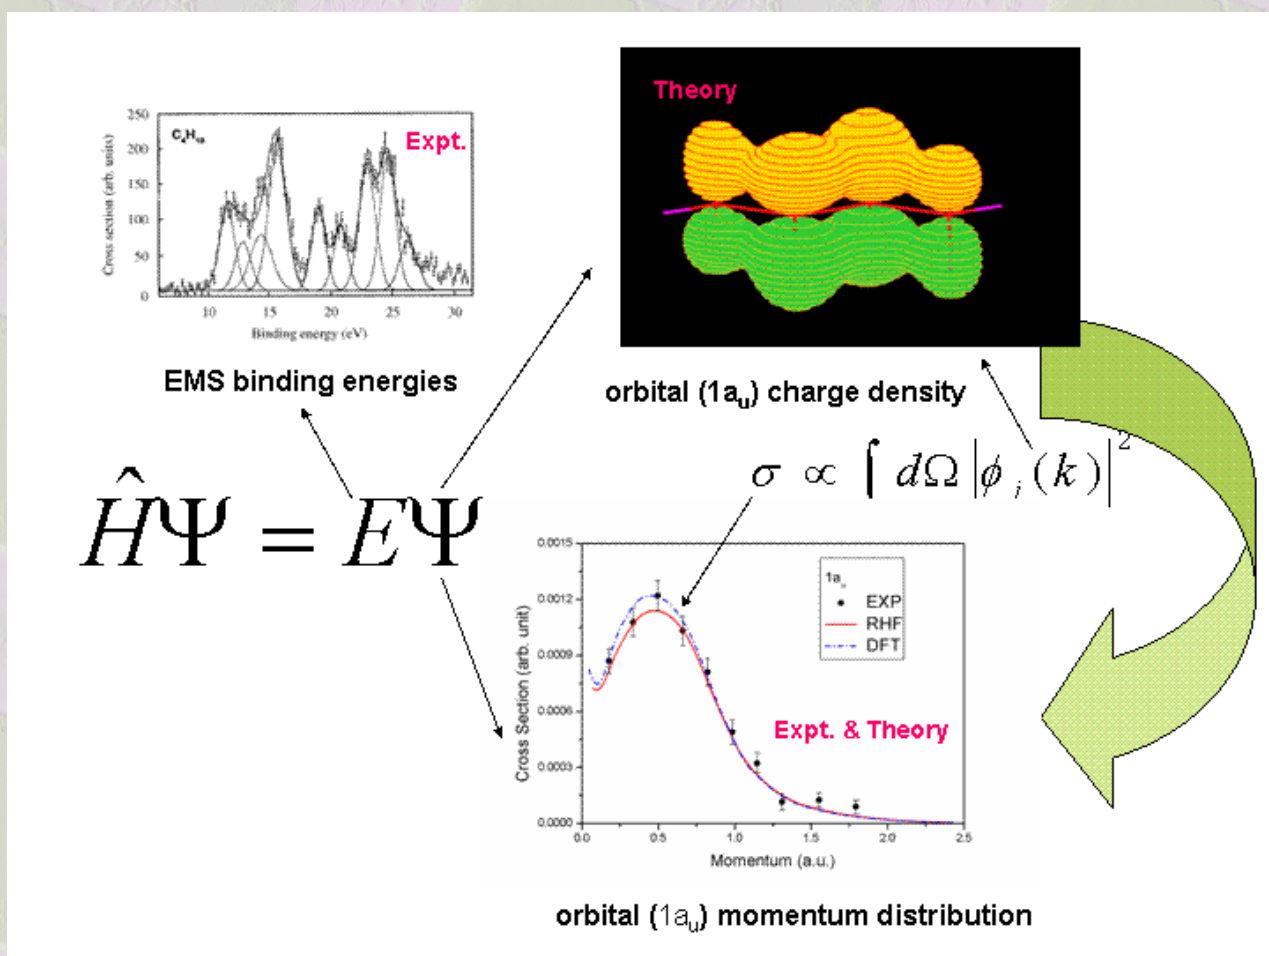 C₄H₁₀
Expt.
250
200
150
100
50
0
Cross section (arb. units)
10 15 20 25 30
Binding energy (eV)
EMS binding energies
Theory
orbital (1aᵤ) charge density
σ ∝ ∫ dΩ |ϕᵢ(k)|²
ĤΨ = EΨ
0.0015
0.0012
0.0009
0.0006
0.0003
0.0000
Cross Section (arb. unit)
1aᵤ
EXP
RHF
DFT
Expt. & Theory
0.0 0.5 1.0 1.5 2.0 2.5
Momentum (a.u.)
orbital (1aᵤ) momentum distribution